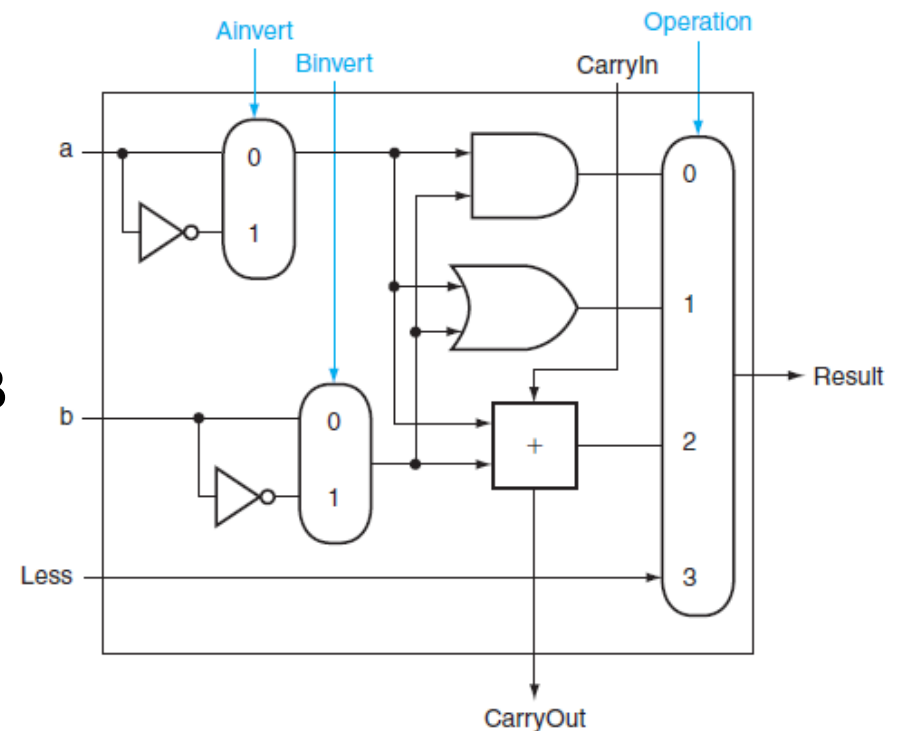 Operation
Ainvert
Binvert
CarryIn
a
0
0
1
1
Result
b
0
+
2
1
Less
3
CarryOut